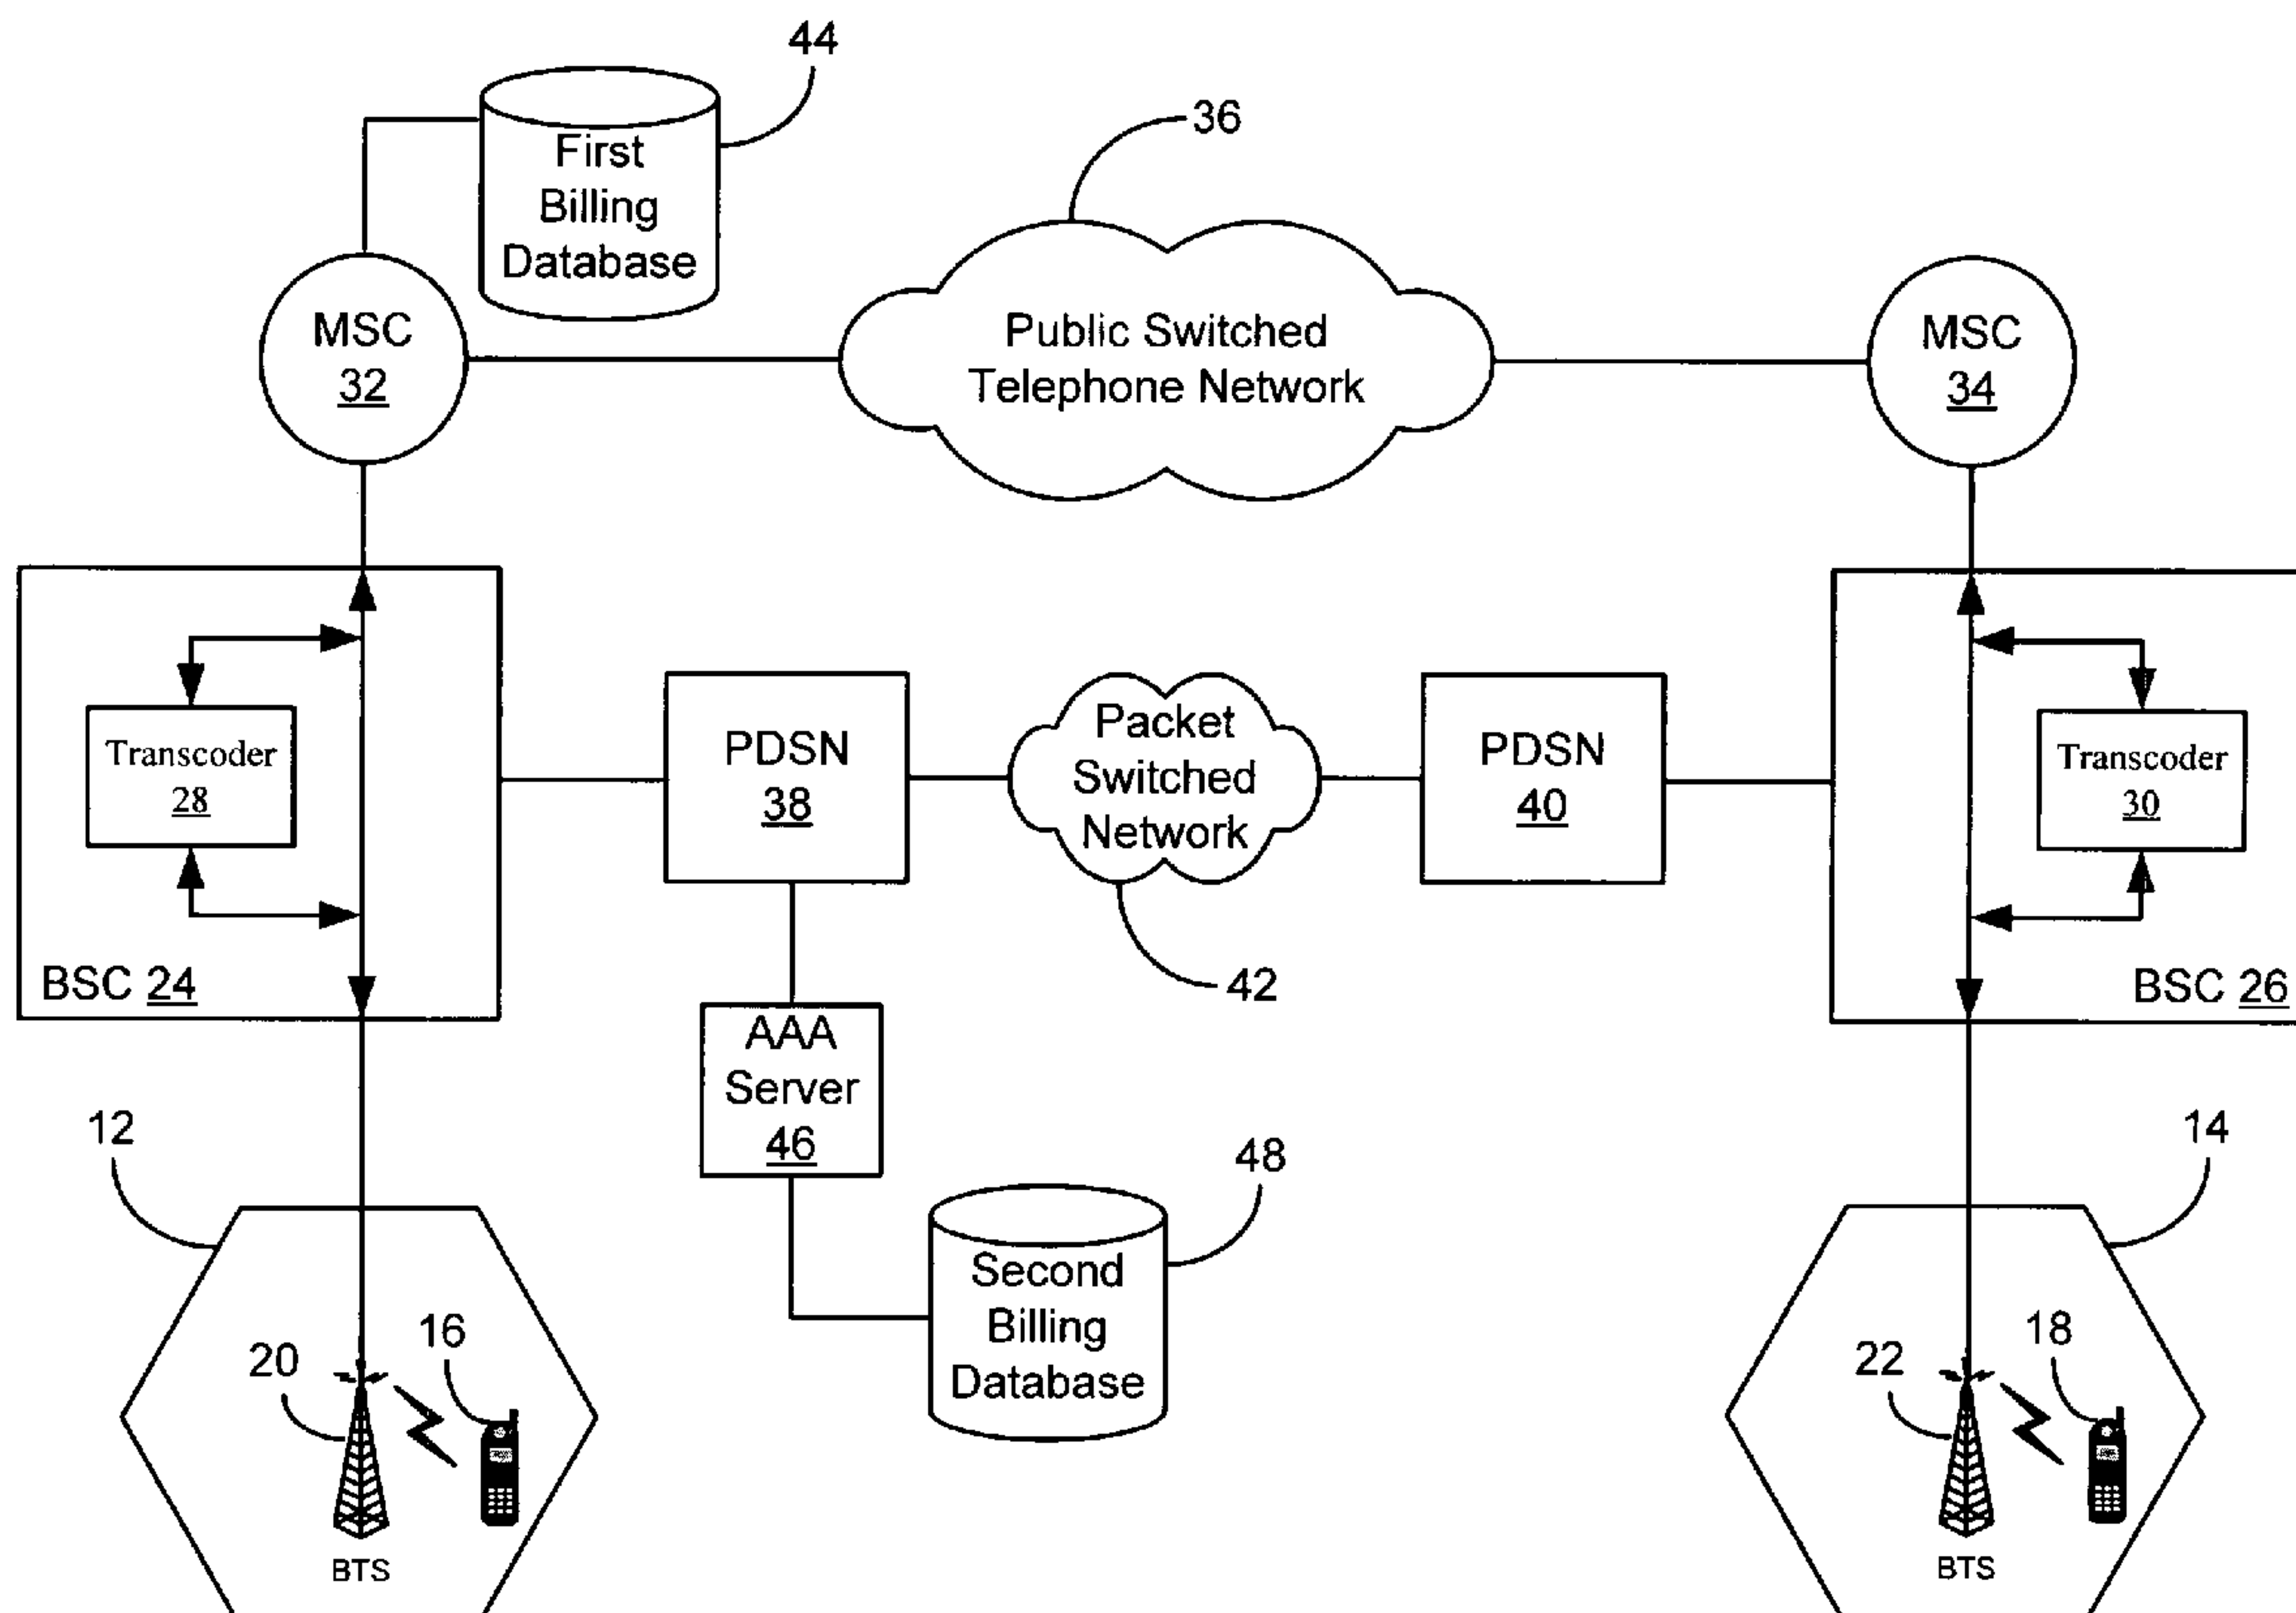 44
First
Billing
Database
36
MSC
32
Public Switched
Telephone Network
MSC
34
Transcoder
28
BSC 24
PDSN
38
Packet
Switched
Network
42
PDSN
40
Transcoder
30
BSC 26
AAA
Server
46
12
48
Second
Billing
Database
14
20
16
BTS
22
18
BTS